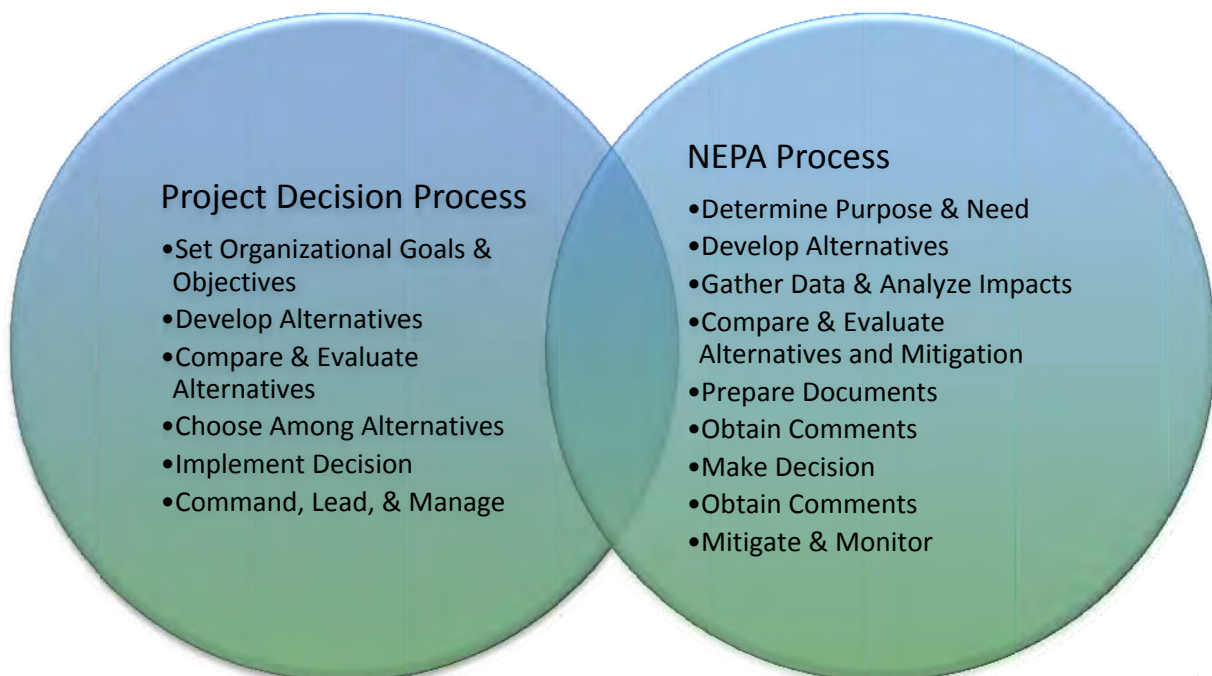 Project Decision Process
•Set Organizational Goals &
Objectives
•Develop Alternatives
•Compare & Evaluate
Alternatives
•Choose Among Alternatives
•Implement Decision
•Command, Lead, & Manage
NEPA Process
•Determine Purpose & Need
•Develop Alternatives
•Gather Data & Analyze Impacts
•Compare & Evaluate
Alternatives and Mitigation
•Prepare Documents
•Obtain Comments
•Make Decision
•Obtain Comments
•Mitigate & Monitor